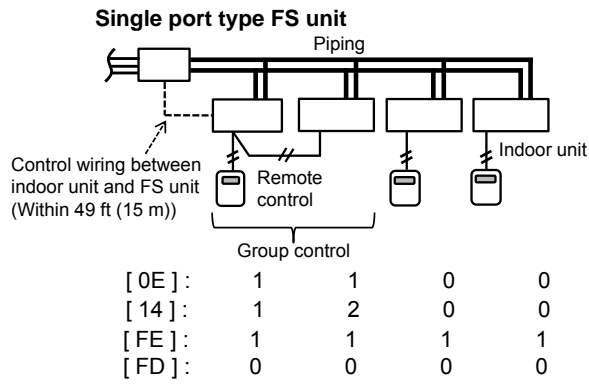 Single port type FS unit
Piping
Control wiring between
indoor unit and FS unit
(Within 49 ft (15 m))
Remote
control
Indoor unit
Group control
[ 0E ] : 1 1 0 0
[ 14 ] : 1 2 0 0
[ FE ] : 1 1 1 1
[ FD ] : 0 0 0 0